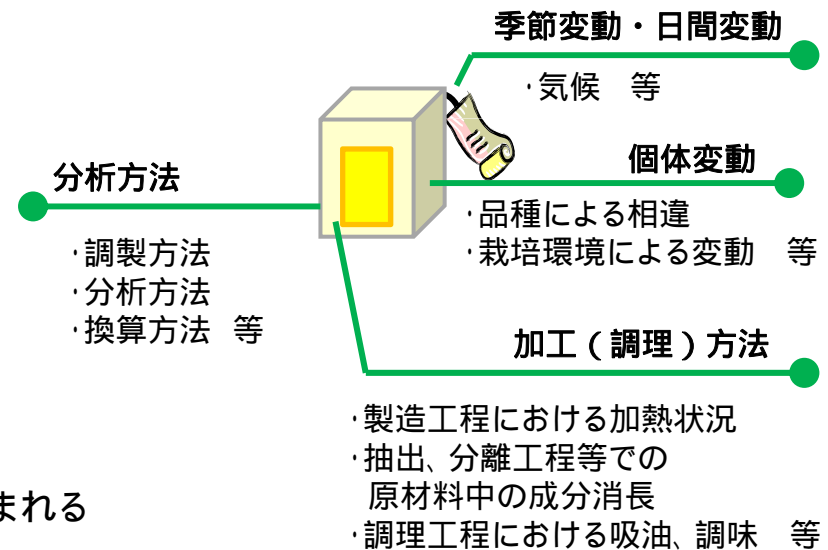 季節変動・日間変動
・気候　等
個体変動
・品種による相違
・栽培環境による変動　等
分析方法
・調製方法
・分析方法
・換算方法　等
加工（調理）方法
・製造工程における加熱状況
・抽出、分離工程等での
原材料中の成分消長
・調理工程における吸油、調味　等
まれる